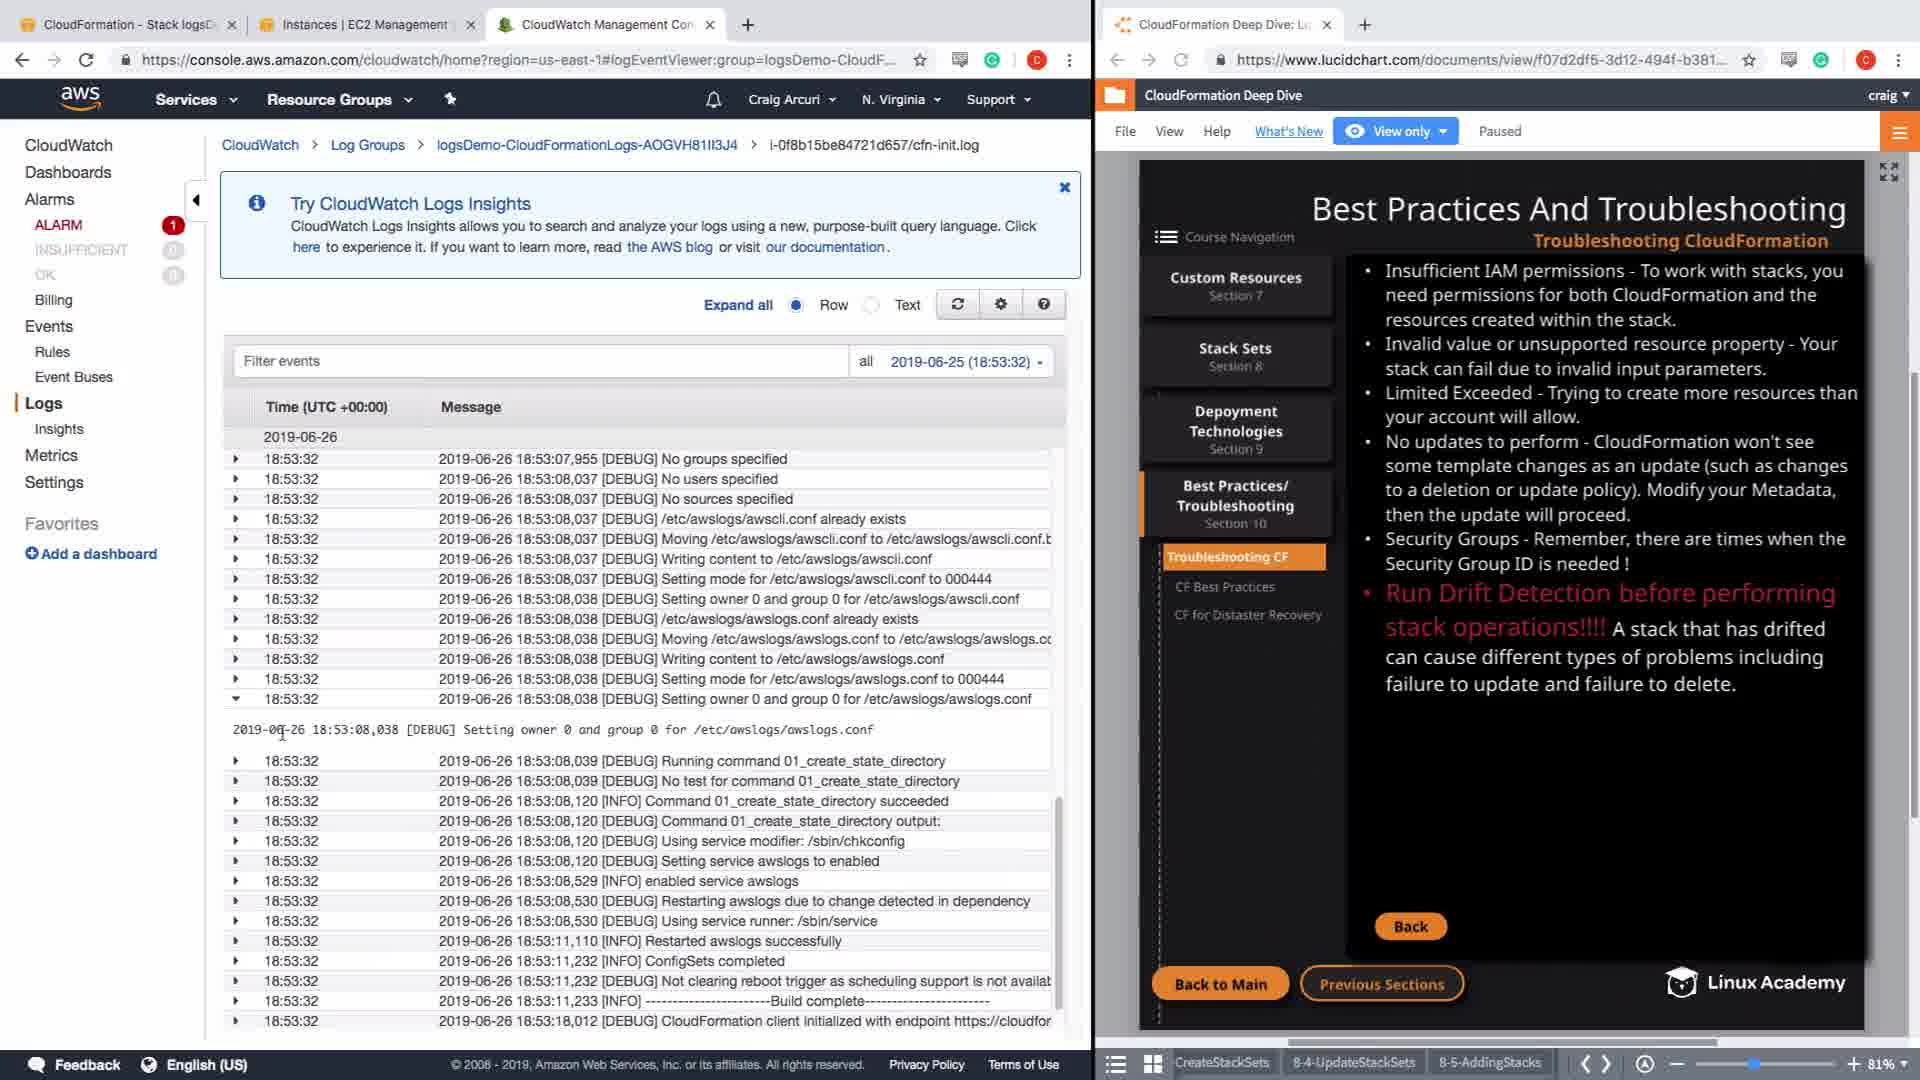 CloudFormation - Stack logsD
Instances | EC2 Management
CloudWatch Management Con
CloudFormation Deep Dive: Lu
https://console.aws.amazon.com/cloudwatch/home?region=us-east-1#logEventViewer:group=logsDemo-CloudF...
https://www.lucidchart.com/documents/view/f07d2df5-3d12-494f-b381...
aws
Services
Resource Groups
Craig Arcuri
N. Virginia
Support
CloudWatch
Dashboards
Alarms
ALARM 1
INSUFFICIENT 0
OK 0
Billing
Events
Rules
Event Buses
Logs
Insights
Metrics
Settings
Favorites
Add a dashboard
CloudWatch > Log Groups > logsDemo-CloudFormationLogs-AOGVH81II3J4 > i-0f8b15be84721d657/cfn-init.log
Try CloudWatch Logs Insights
CloudWatch Logs Insights allows you to search and analyze your logs using a new, purpose-built query language. Click
here to experience it. If you want to learn more, read the AWS blog or visit our documentation.
Expand all Row Text
Filter events all 2019-06-25 (18:53:32)
Time (UTC +00:00) Message
2019-06-26
18:53:32 2019-06-26 18:53:07,955 [DEBUG] No groups specified
18:53:32 2019-06-26 18:53:08,037 [DEBUG] No users specified
18:53:32 2019-06-26 18:53:08,037 [DEBUG] No sources specified
18:53:32 2019-06-26 18:53:08,037 [DEBUG] /etc/awslogs/awscli.conf already exists
18:53:32 2019-06-26 18:53:08,037 [DEBUG] Moving /etc/awslogs/awscli.conf to /etc/awslogs/awscli.conf.b
18:53:32 2019-06-26 18:53:08,037 [DEBUG] Writing content to /etc/awslogs/awscli.conf
18:53:32 2019-06-26 18:53:08,037 [DEBUG] Setting mode for /etc/awslogs/awscli.conf to 000444
18:53:32 2019-06-26 18:53:08,038 [DEBUG] Setting owner 0 and group 0 for /etc/awslogs/awscli.conf
18:53:32 2019-06-26 18:53:08,038 [DEBUG] /etc/awslogs/awslogs.conf already exists
18:53:32 2019-06-26 18:53:08,038 [DEBUG] Moving /etc/awslogs/awslogs.conf to /etc/awslogs/awslogs.cc
18:53:32 2019-06-26 18:53:08,038 [DEBUG] Writing content to /etc/awslogs/awslogs.conf
18:53:32 2019-06-26 18:53:08,038 [DEBUG] Setting mode for /etc/awslogs/awslogs.conf to 000444
18:53:32 2019-06-26 18:53:08,038 [DEBUG] Setting owner 0 and group 0 for /etc/awslogs/awslogs.conf
2019-06-26 18:53:08,038 [DEBUG] Setting owner 0 and group 0 for /etc/awslogs/awslogs.conf
18:53:32 2019-06-26 18:53:08,039 [DEBUG] Running command 01_create_state_directory
18:53:32 2019-06-26 18:53:08,039 [DEBUG] No test for command 01_create_state_directory
18:53:32 2019-06-26 18:53:08,120 [INFO] Command 01_create_state_directory succeeded
18:53:32 2019-06-26 18:53:08,120 [DEBUG] Command 01_create_state_directory output:
18:53:32 2019-06-26 18:53:08,120 [DEBUG] Using service modifier: /sbin/chkconfig
18:53:32 2019-06-26 18:53:08,120 [DEBUG] Setting service awslogs to enabled
18:53:32 2019-06-26 18:53:08,529 [INFO] enabled service awslogs
18:53:32 2019-06-26 18:53:08,530 [DEBUG] Restarting awslogs due to change detected in dependency
18:53:32 2019-06-26 18:53:08,530 [DEBUG] Using service runner: /sbin/service
18:53:32 2019-06-26 18:53:11,110 [INFO] Restarted awslogs successfully
18:53:32 2019-06-26 18:53:11,232 [INFO] ConfigSets completed
18:53:32 2019-06-26 18:53:11,232 [DEBUG] Not clearing reboot trigger as scheduling support is not availat
18:53:32 2019-06-26 18:53:11,233 [INFO] -----------------------Build complete-----------------------
18:53:32 2019-06-26 18:53:18,012 [DEBUG] CloudFormation client initialized with endpoint https://cloudfor
Feedback English (US) © 2008 - 2019, Amazon Web Services, Inc. or its affiliates. All rights reserved. Privacy Policy Terms of Use
CloudFormation Deep Dive craig
File View Help What's New View only Paused
Best Practices And Troubleshooting
Troubleshooting CloudFormation
Course Navigation
Custom Resources
Section 7
Stack Sets
Section 8
Depoyment
Technologies
Section 9
Best Practices/
Troubleshooting
Section 10
Troubleshooting CF
CF Best Practices
CF for Distaster Recovery
• Insufficient IAM permissions - To work with stacks, you
need permissions for both CloudFormation and the
resources created within the stack.
• Invalid value or unsupported resource property - Your
stack can fail due to invalid input parameters.
• Limited Exceeded - Trying to create more resources than
your account will allow.
• No updates to perform - CloudFormation won't see
some template changes as an update (such as changes
to a deletion or update policy). Modify your Metadata,
then the update will proceed.
• Security Groups - Remember, there are times when the
Security Group ID is needed !
• Run Drift Detection before performing
stack operations!!!! A stack that has drifted
can cause different types of problems including
failure to update and failure to delete.
Back
Back to Main
Previous Sections
Linux Academy
CreateStackSets 8-4-UpdateStackSets 8-5-AddingStacks 81%